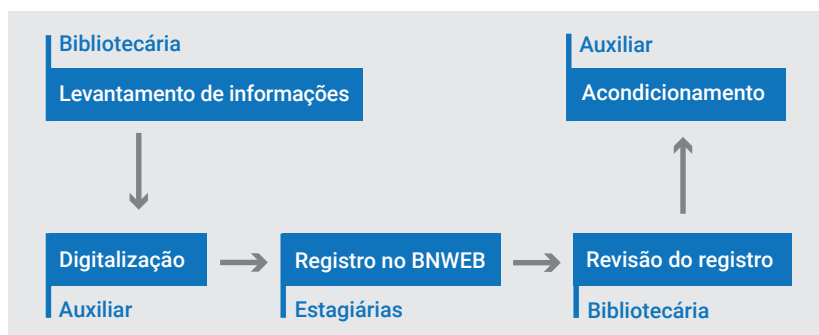 Bibliotecária
Levantamento de informações
Digitalização
Auxiliar
Registro no BNWEB
Estagiárias
Revisão do registro
Bibliotecária
Auxiliar
Acondicionamento